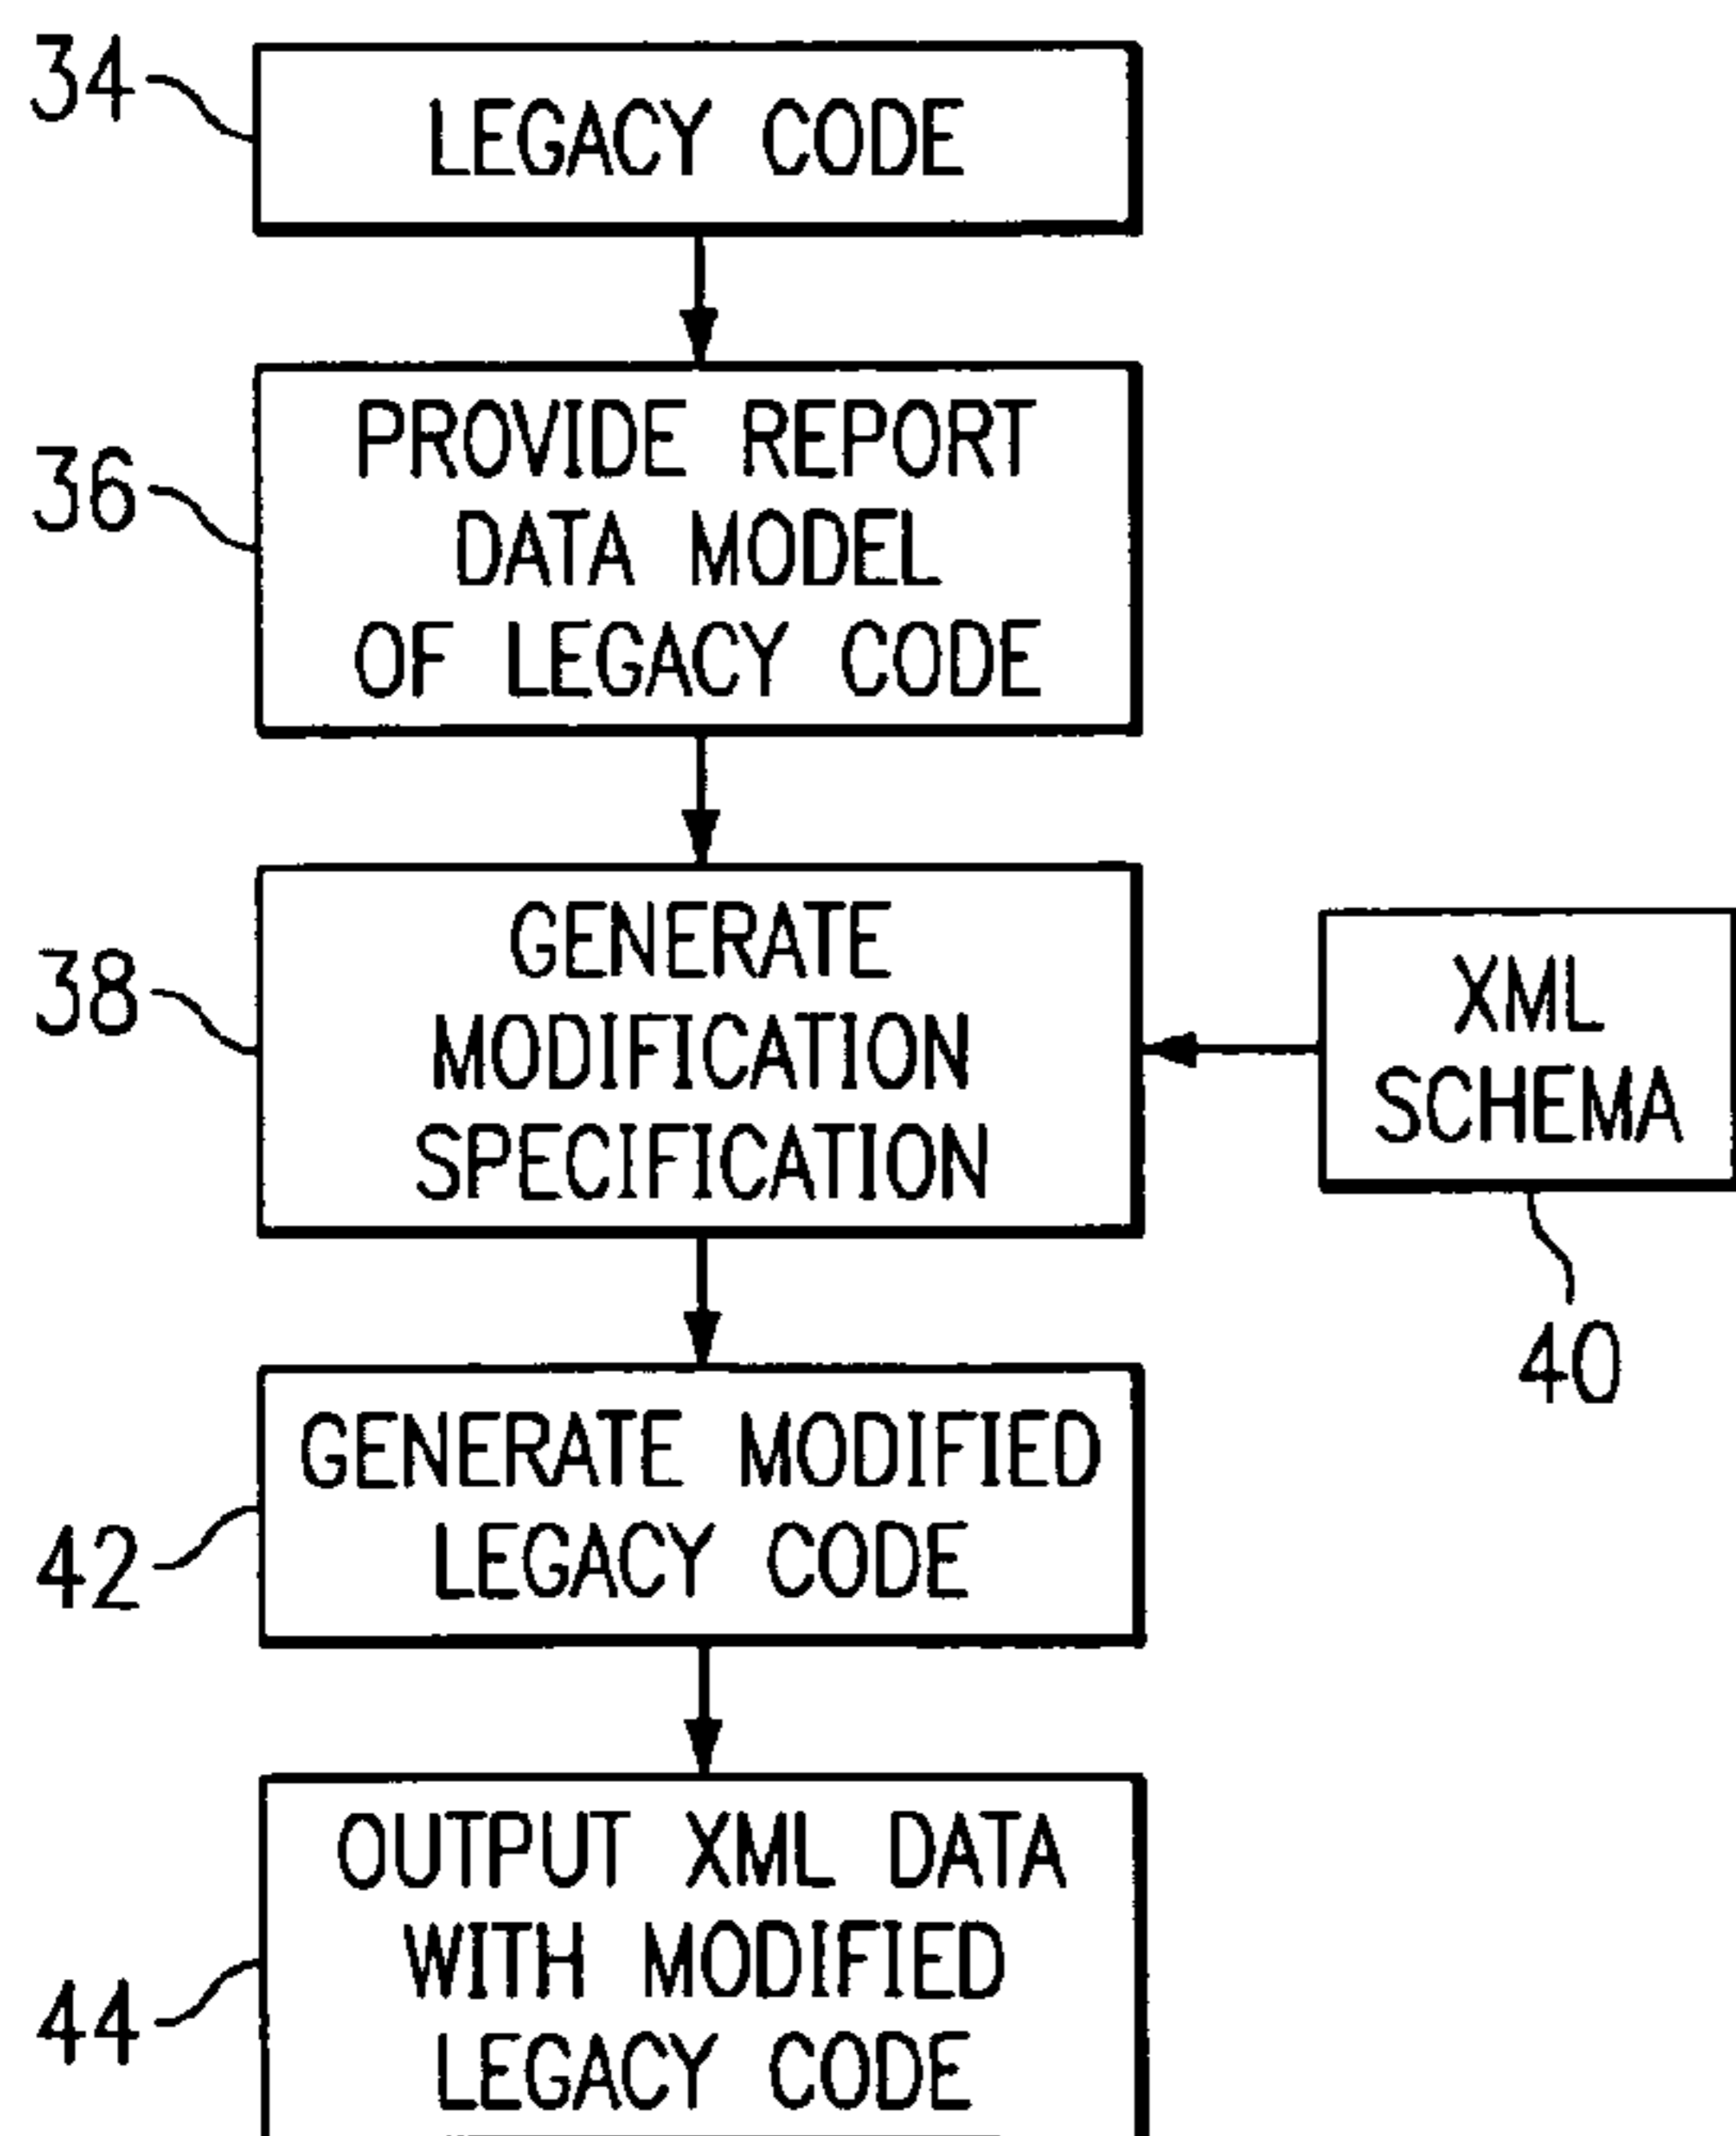 34
LEGACY CODE
36
PROVIDE REPORT
DATA MODEL
OF LEGACY CODE
38
GENERATE
MODIFICATION
SPECIFICATION
XML
SCHEMA
40
42
GENERATE MODIFIED
LEGACY CODE
44
OUTPUT XML DATA
WITH MODIFIED
LEGACY CODE